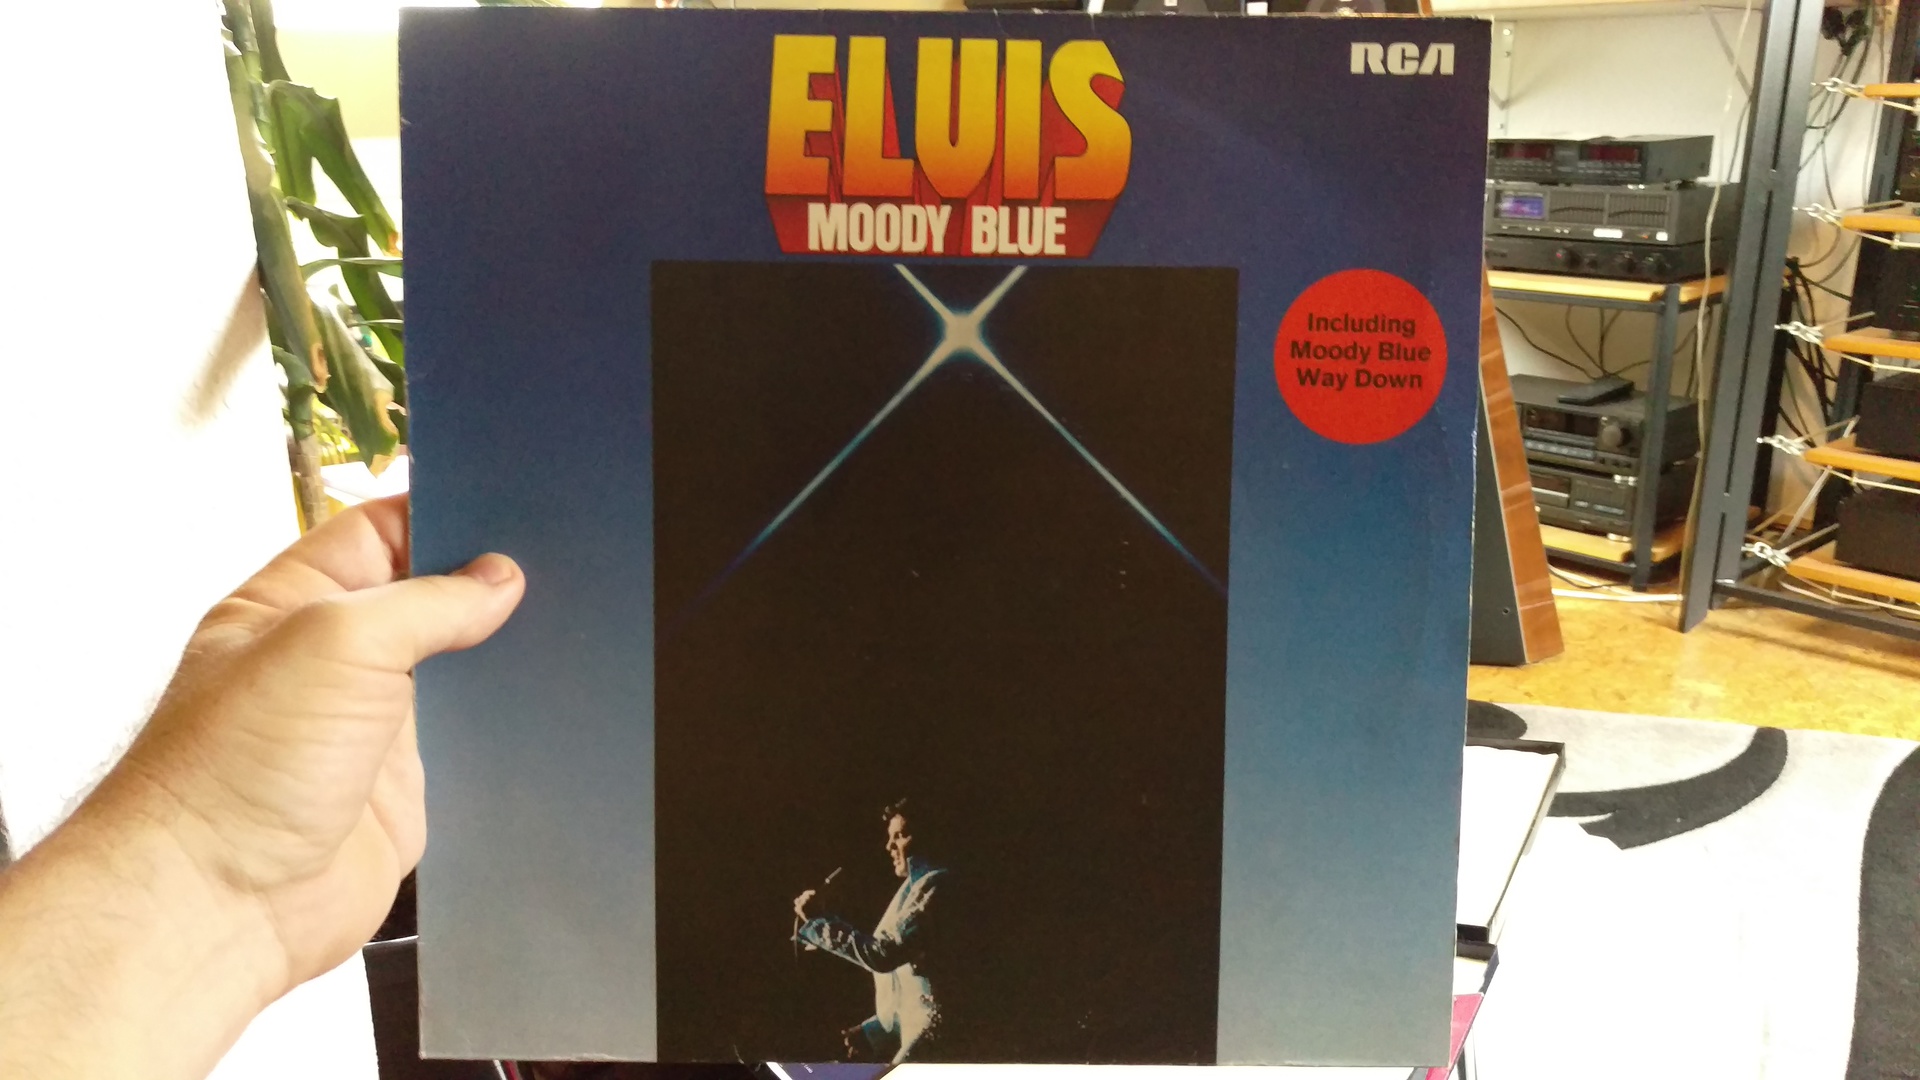 ELVIS
MOODY BLUE
RCA
Including
Moody Blue
Way Down